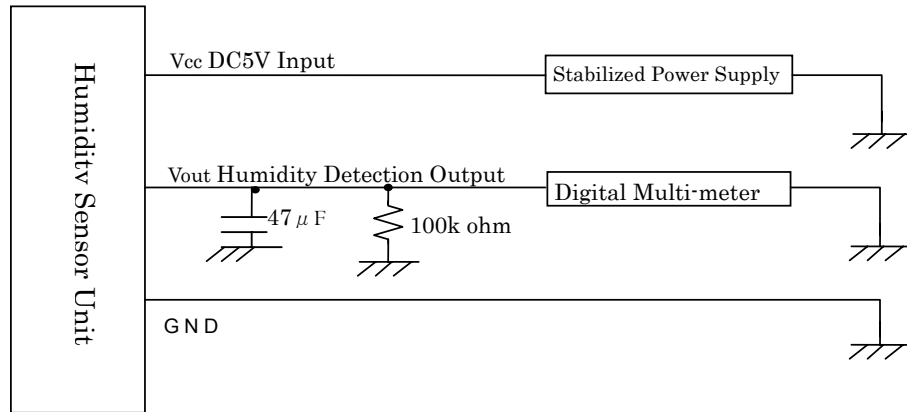 Humidity Sensor Unit
Vcc DC5V Input
Stabilized Power Supply
Vout Humidity Detection Output
Digital Multi-meter
47μF
100k ohm
GND